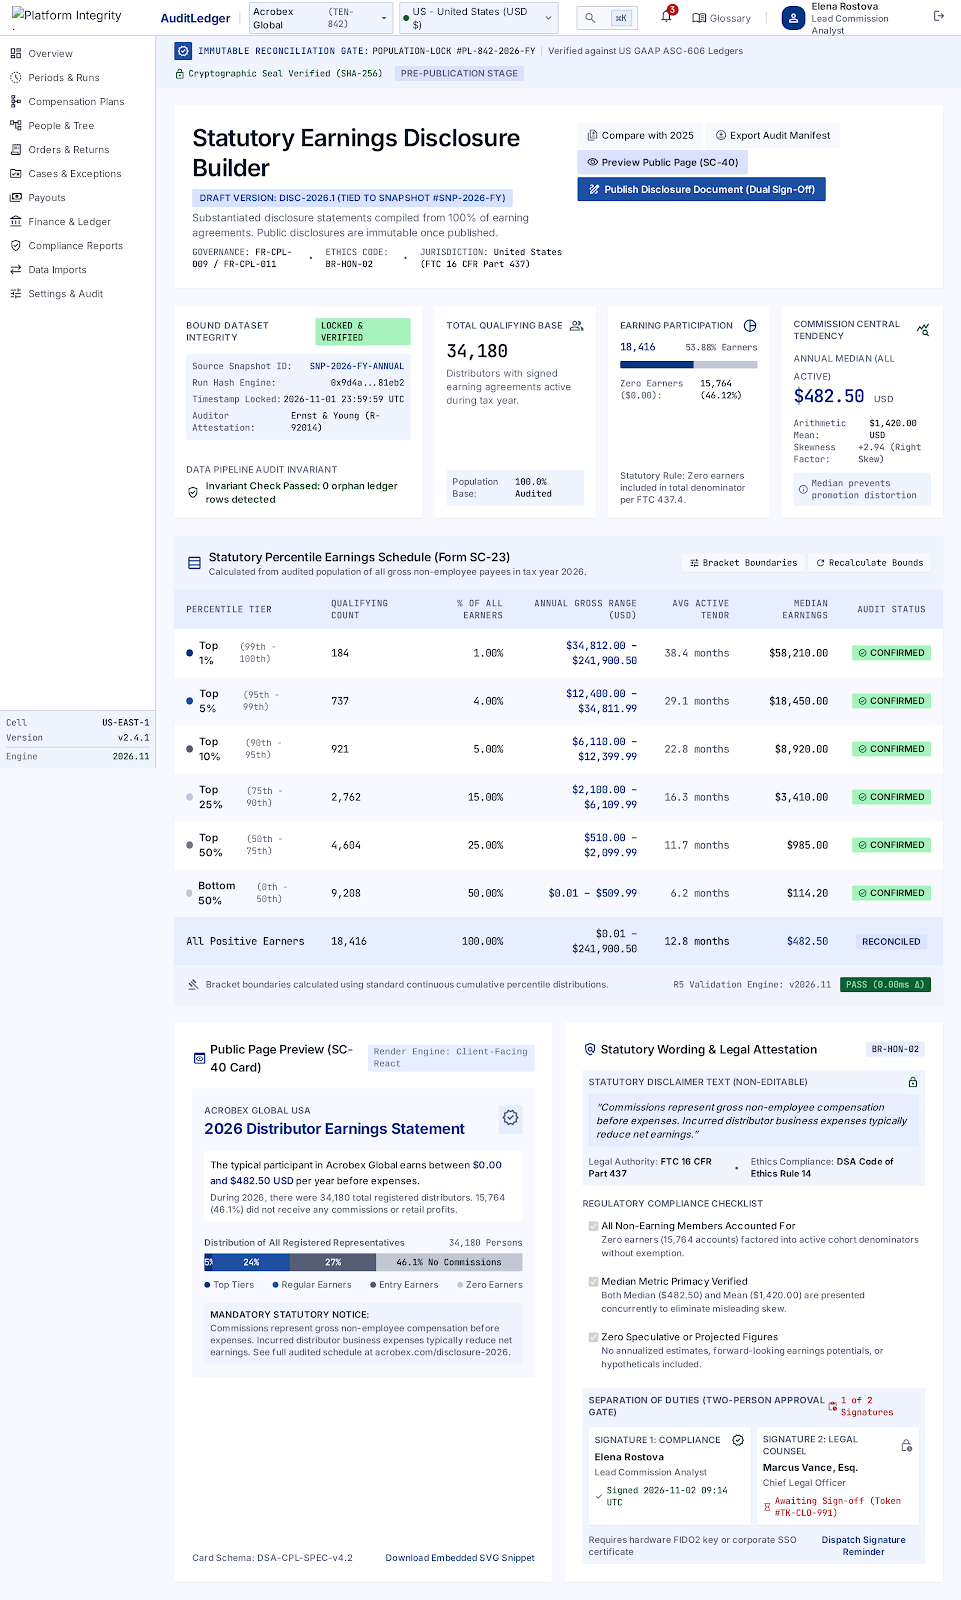 Platform Integrity
AuditLedger
Acrobex Global (TEN-842)
US - United States (USD $)
⌘K
3
Glossary
Elena Rostova
Lead Commission Analyst
Overview
Periods & Runs
Compensation Plans
People & Tree
Orders & Returns
Cases & Exceptions
Payouts
Finance & Ledger
Compliance Reports
Data Imports
Settings & Audit
Cell US-EAST-1
Version v2.4.1
Engine 2026.11
IMMUTABLE RECONCILIATION GATE: POPULATION-LOCK #PL-842-2026-FY
Verified against US GAAP ASC-606 Ledgers
Cryptographic Seal Verified (SHA-256)
PRE-PUBLICATION STAGE
Statutory Earnings Disclosure
Builder
DRAFT VERSION: DISC-2026.1 (TIED TO SNAPSHOT #SNP-2026-FY)
Substantiated disclosure statements compiled from 100% of earning
agreements. Public disclosures are immutable once published.
GOVERNANCE: FR-CPL-009 / FR-CPL-011
•
ETHICS CODE: BR-HON-02
•
JURISDICTION: United States (FTC 16 CFR Part 437)
Compare with 2025
Export Audit Manifest
Preview Public Page (SC-40)
Publish Disclosure Document (Dual Sign-Off)
BOUND DATASET INTEGRITY
LOCKED & VERIFIED
Source Snapshot ID: SNP-2026-FY-ANNUAL
Run Hash Engine: 0x9d4a...81eb2
Timestamp Locked: 2026-11-01 23:59:59 UTC
Auditor Attestation: Ernst & Young (R-92014)
DATA PIPELINE AUDIT INVARIANT
Invariant Check Passed: 0 orphan ledger
rows detected
TOTAL QUALIFYING BASE
34,180
Distributors with signed
earning agreements active
during tax year.
Population Base: 100.0% Audited
EARNING PARTICIPATION
18,416 53.88% Earners
Zero Earners ($0.00): 15,764 (46.12%)
Statutory Rule: Zero earners
included in total denominator
per FTC 437.4.
COMMISSION CENTRAL
TENDENCY
ANNUAL MEDIAN (ALL
ACTIVE)
$482.50 USD
Arithmetic Mean: $1,420.00 USD
Skewness Factor: +2.94 (Right Skew)
Median prevents
promotion distortion
Statutory Percentile Earnings Schedule (Form SC-23)
Calculated from audited population of all gross non-employee payees in tax year 2026.
Bracket Boundaries
Recalculate Bounds
PERCENTILE TIER QUALIFYING COUNT % OF ALL EARNERS ANNUAL GROSS RANGE (USD) AVG ACTIVE TENOR MEDIAN EARNINGS AUDIT STATUS
Top 1% (99th - 100th) 184 1.00% $34,812.00 – $241,900.50 38.4 months $58,210.00 CONFIRMED
Top 5% (95th - 99th) 737 4.00% $12,400.00 – $34,811.99 29.1 months $18,450.00 CONFIRMED
Top 10% (90th - 95th) 921 5.00% $6,110.00 – $12,399.99 22.8 months $8,920.00 CONFIRMED
Top 25% (75th - 90th) 2,762 15.00% $2,100.00 – $6,109.99 16.3 months $3,410.00 CONFIRMED
Top 50% (50th - 75th) 4,604 25.00% $510.00 – $2,099.99 11.7 months $985.00 CONFIRMED
Bottom 50% (0th - 50th) 9,208 50.00% $0.01 – $509.99 6.2 months $114.20 CONFIRMED
All Positive Earners 18,416 100.00% $0.01 – $241,900.50 12.8 months $482.50 RECONCILED
Bracket boundaries calculated using standard continuous cumulative percentile distributions.
R5 Validation Engine: v2026.11
PASS (0.00ms Δ)
Public Page Preview (SC-40 Card)
Render Engine: Client-Facing React
ACROBEX GLOBAL USA
2026 Distributor Earnings Statement
The typical participant in Acrobex Global earns between $0.00
and $482.50 USD per year before expenses.
During 2026, there were 34,180 total registered distributors. 15,764
(46.1%) did not receive any commissions or retail profits.
Distribution of All Registered Representatives 34,180 Persons
24% 27% 46.1% No Commissions
Top Tiers Regular Earners Entry Earners Zero Earners
MANDATORY STATUTORY NOTICE:
Commissions represent gross non-employee compensation before
expenses. Incurred distributor business expenses typically reduce net
earnings. See full audited schedule at acrobex.com/disclosure-2026.
Card Schema: DSA-CPL-SPEC-v4.2
Download Embedded SVG Snippet
Statutory Wording & Legal Attestation
BR-HON-02
STATUTORY DISCLAIMER TEXT (NON-EDITABLE)
“Commissions represent gross non-employee compensation
before expenses. Incurred distributor business expenses typically
reduce net earnings.”
Legal Authority: FTC 16 CFR Part 437
•
Ethics Compliance: DSA Code of Ethics Rule 14
REGULATORY COMPLIANCE CHECKLIST
All Non-Earning Members Accounted For
Zero earners (15,764 accounts) factored into active cohort denominators
without exemption.
Median Metric Primacy Verified
Both Median ($482.50) and Mean ($1,420.00) are presented
concurrently to eliminate misleading skew.
Zero Speculative or Projected Figures
No annualized estimates, forward-looking earnings potentials, or
hypotheticals included.
SEPARATION OF DUTIES (TWO-PERSON APPROVAL GATE)
1 of 2 Signatures
SIGNATURE 1: COMPLIANCE
Elena Rostova
Lead Commission Analyst
Signed 2026-11-02 09:14 UTC
SIGNATURE 2: LEGAL COUNSEL
Marcus Vance, Esq.
Chief Legal Officer
Awaiting Sign-off (Token #TK-CLO-991)
Requires hardware FIDO2 key or corporate SSO certificate
Dispatch Signature Reminder